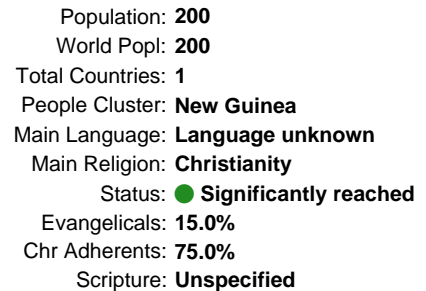 Population: 200
World Popl: 200
Total Countries: 1
People Cluster: New Guinea
Main Language: Language unknown
Main Religion: Christianity
Status: Significantly reached
Evangelicals: 15.0%
Chr Adherents: 75.0%
Scripture: Unspecified